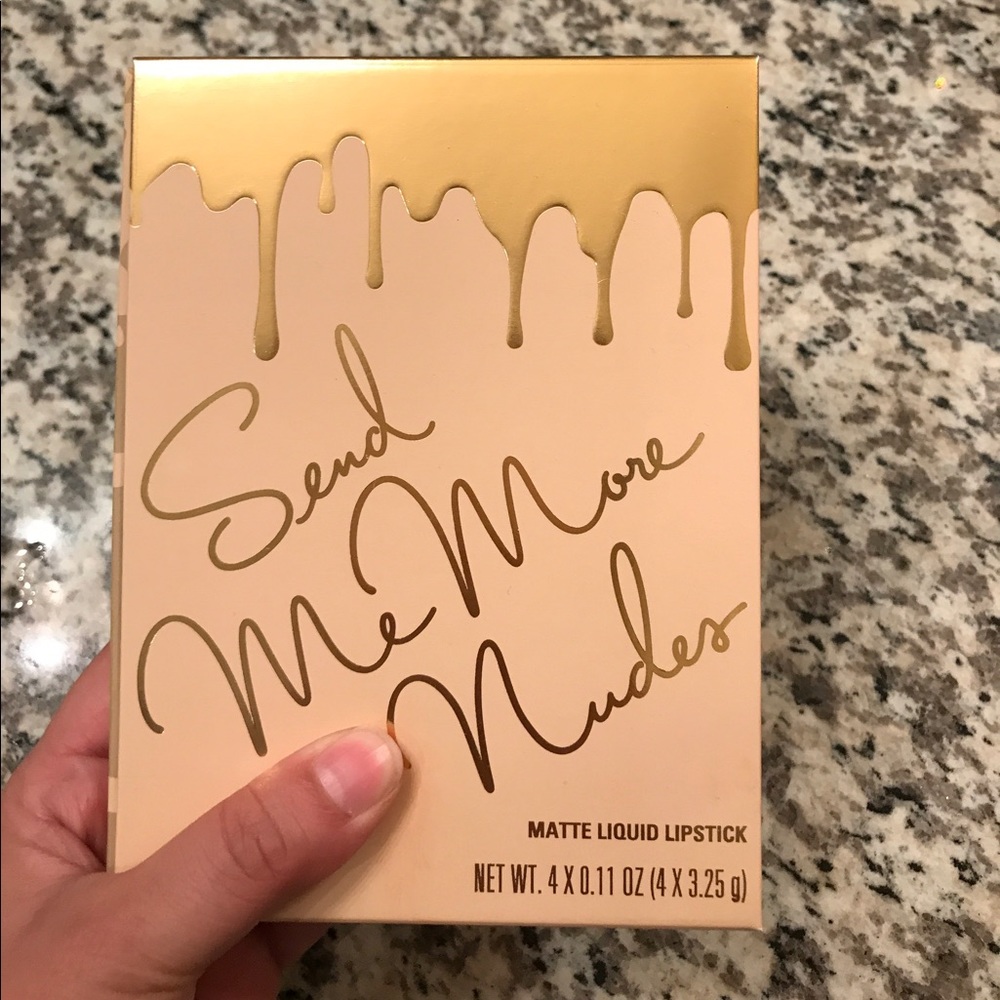 Send
Me More
Nudes
MATTE LIQUID LIPSTICK
NET WT. 4 X 0.11 OZ (4 X 3.25 g)